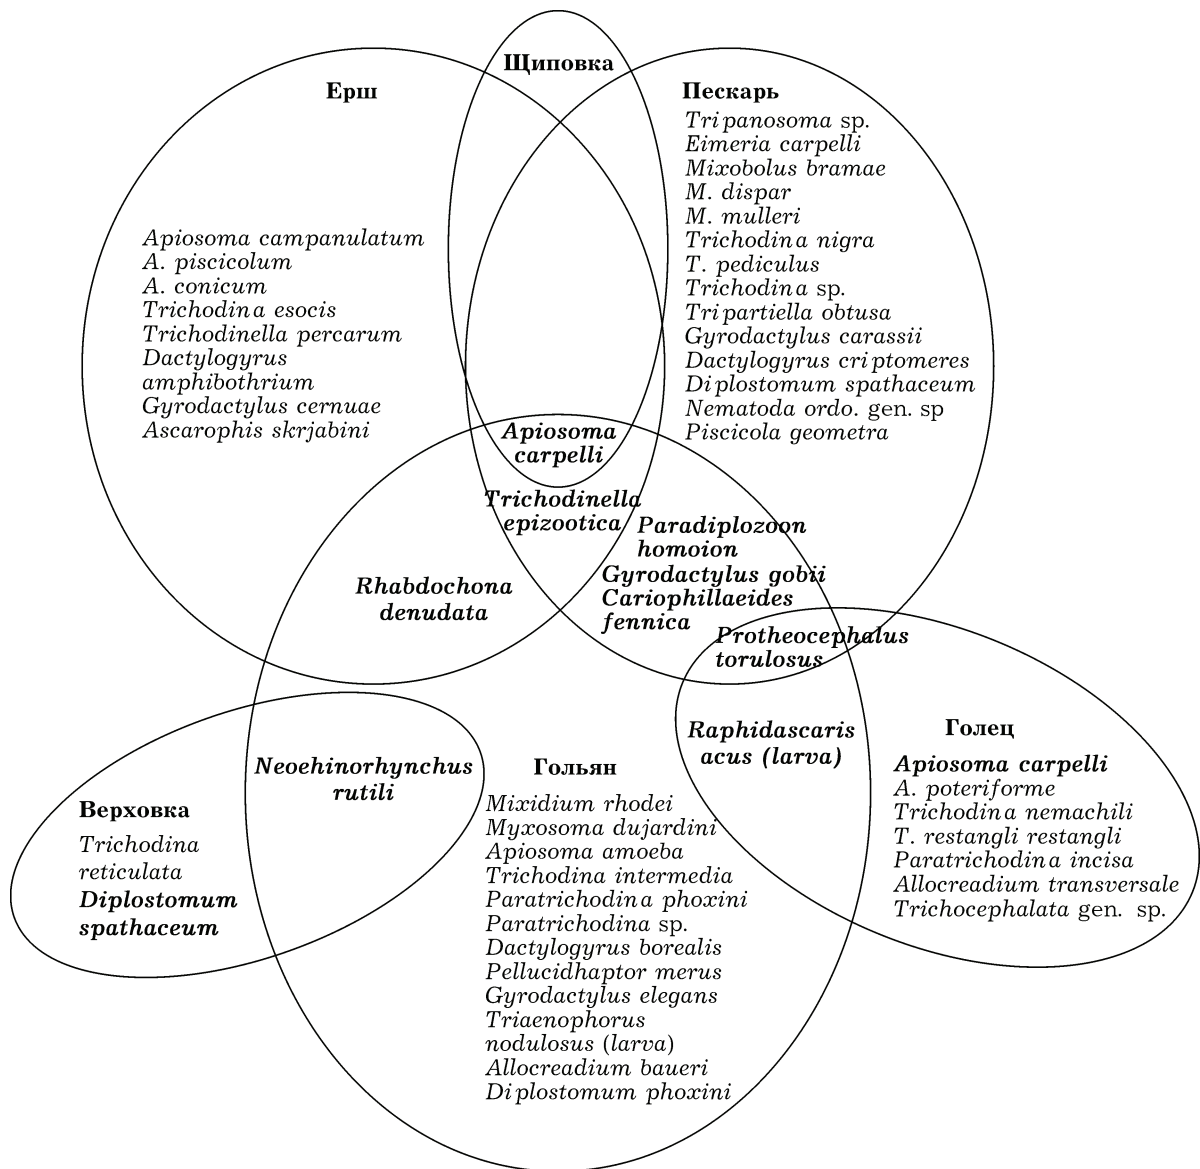 Щиповка
Ерш
Apiosoma campanulatum
A. piscicolum
A. conicum
Trichodina esocis
Trichodinella percarum
Dactylogyrus
amphibothrium
Gyrodactylus cernuae
Ascarophis skrjabini
Пескарь
Tripanosoma sp.
Eimeria carpelli
Mixobolus bramae
M. dispar
M. mulleri
Trichodina nigra
T. pediculus
Trichodina sp.
Tripartiella obtusa
Gyrodactylus carassii
Dactylogyrus criptomeres
Diplostomum spathaceum
Nematoda ordo. gen. sp
Piscicola geometra
Apiosoma
carpelli
Trichodinella
epizootica
Paradiplozoon
homoion
Gyrodactylus gobii
Cariophillaeides
fennica
Rhabdochona
denudata
Protheocephalus
torulosus
Raphidascaris
acus (larva)
Голец
Apiosoma carpelli
A. poteriforme
Trichodina nemachili
T. restangli restangli
Paratrichodina incisa
Allocreadium transversale
Trichocephalata gen. sp.
Neoehinorhynchus
rutili
Верховка
Trichodina
reticulata
Diplostomum
spathaceum
Гольян
Mixidium rhodei
Myxosoma dujardini
Apiosoma amoeba
Trichodina intermedia
Paratrichodina phoxini
Paratrichodina sp.
Dactylogyrus borealis
Pellucidhaptor merus
Gyrodactylus elegans
Triaenophorus
nodulosus (larva)
Allocreadium baueri
Diplostomum phoxini